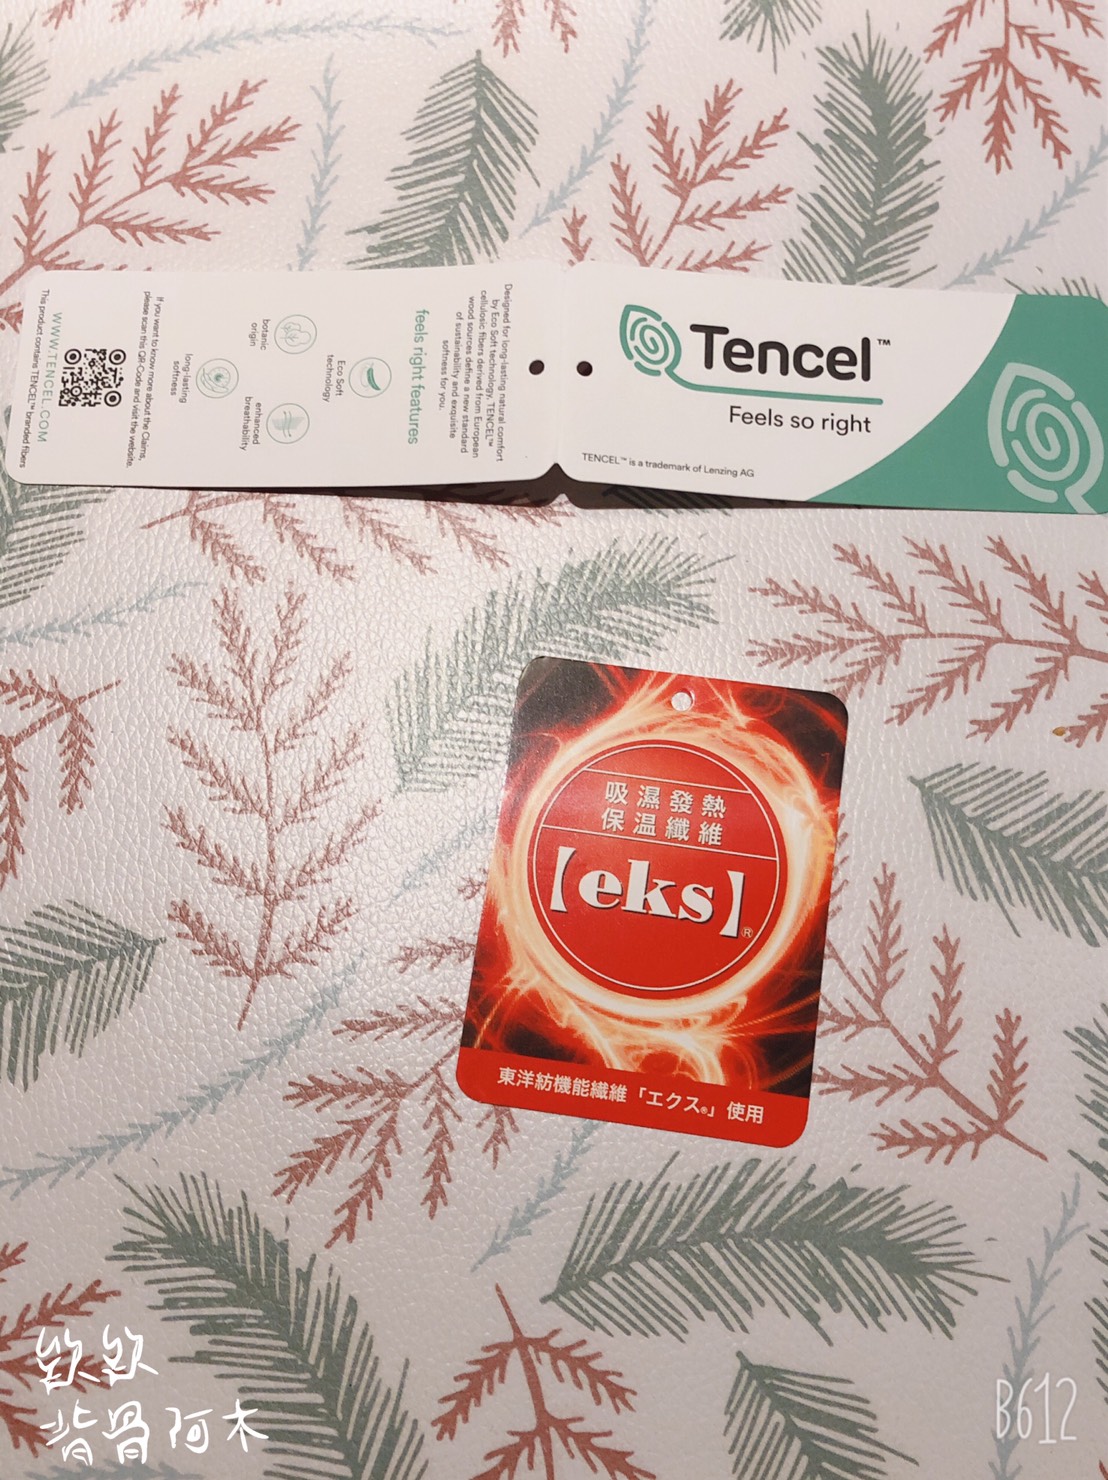 Tencel™
Feels so right
TENCEL™ is a trademark of Lenzing AG
Designed for long-lasting natural comfort
by Eco Soft technology. TENCEL™
cellulosic fibers derived from European
wood sources define a new standard
of sustainability and exquisite
softness for you.
feels right features
Eco Soft
technology
botanic
origin
enhanced
breathability
long-lasting
softness
If you want to know more about the Claims,
please scan this QR-Code and visit the website.
WWW.TENCEL.COM
This product contains TENCEL™ branded fibers
吸濕發熱
保温纖維
【eks】®
東洋紡機能繊維「エクス®」使用
欽欽
背骨阿木
B612